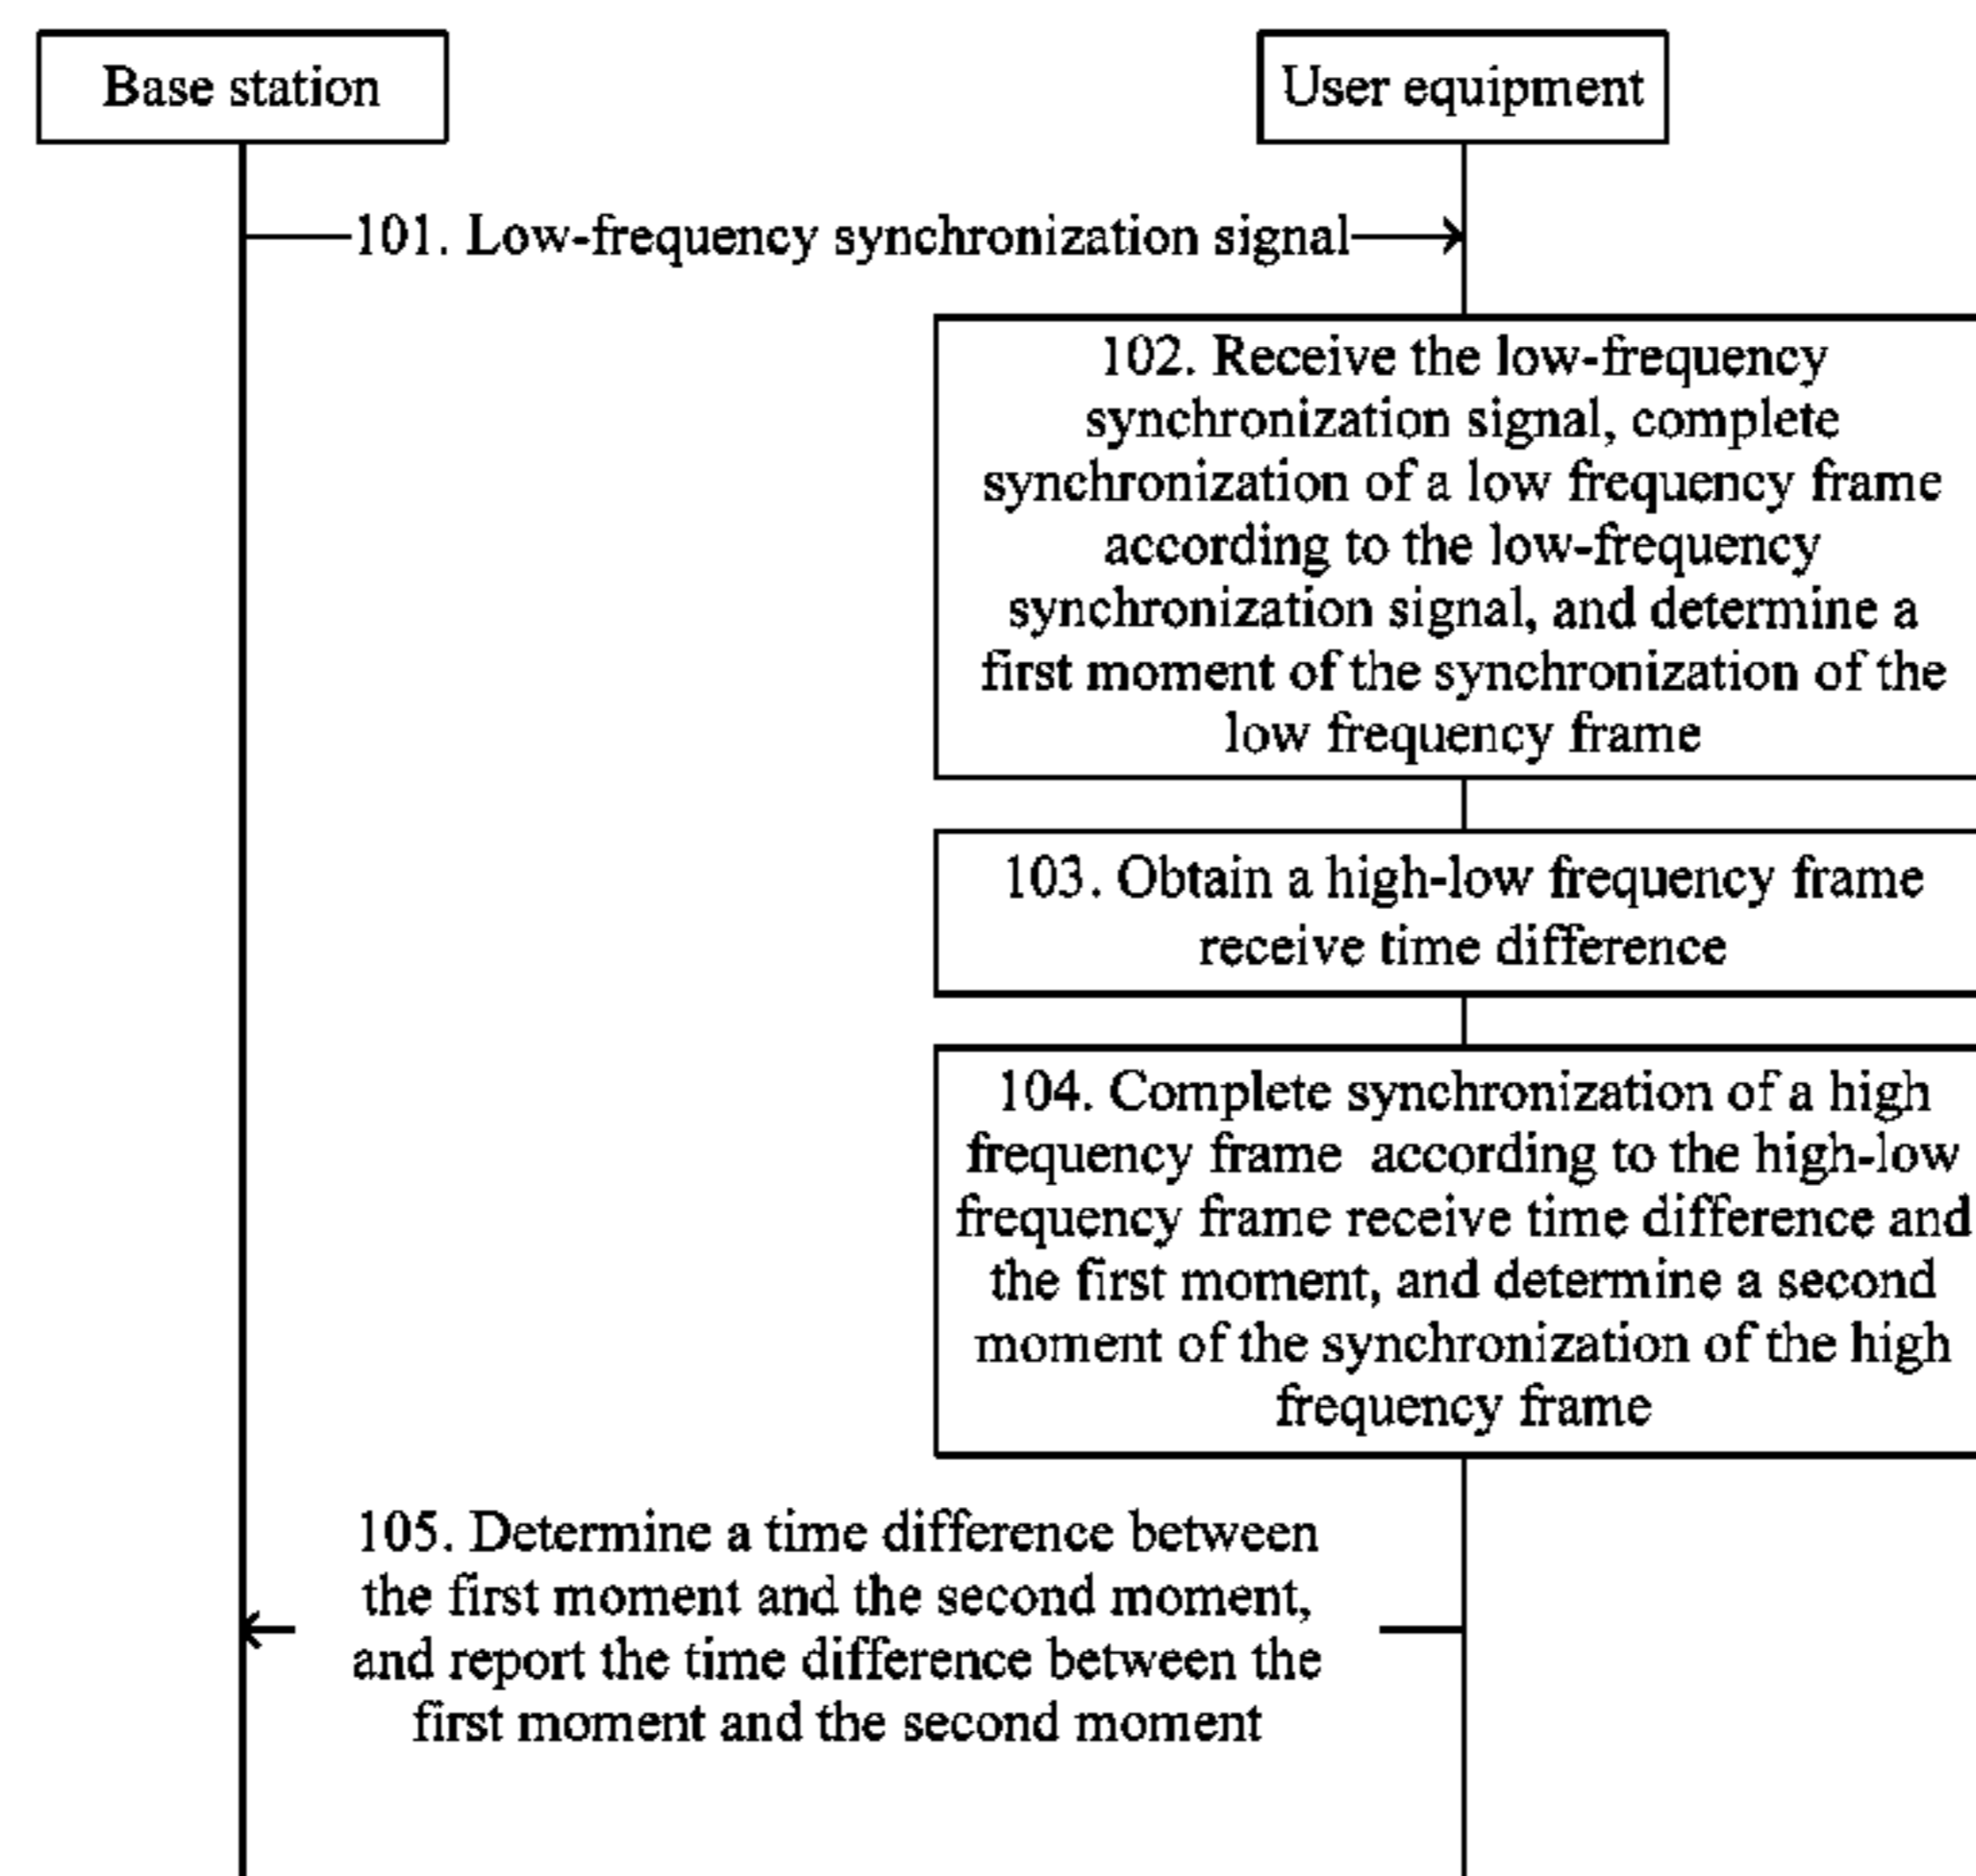 Base station
User equipment
101. Low-frequency synchronization signal
102. Receive the low-frequency
synchronization signal, complete
synchronization of a low frequency frame
according to the low-frequency
synchronization signal, and determine a
first moment of the synchronization of the
low frequency frame
103. Obtain a high-low frequency frame
receive time difference
104. Complete synchronization of a high
frequency frame according to the high-low
frequency frame receive time difference and
the first moment, and determine a second
moment of the synchronization of the high
frequency frame
105. Determine a time difference between
the first moment and the second moment,
and report the time difference between the
first moment and the second moment